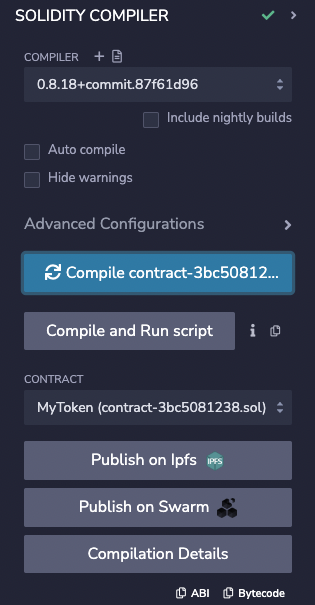 SOLIDITY COMPILER
COMPILER
0.8.18+commit.87f61d96
Include nightly builds
Auto compile
Hide warnings
Advanced Configurations
Compile contract-3bc50812...
Compile and Run script
CONTRACT
MyToken (contract-3bc5081238.sol)
Publish on Ipfs IPFS
Publish on Swarm
Compilation Details
ABI Bytecode